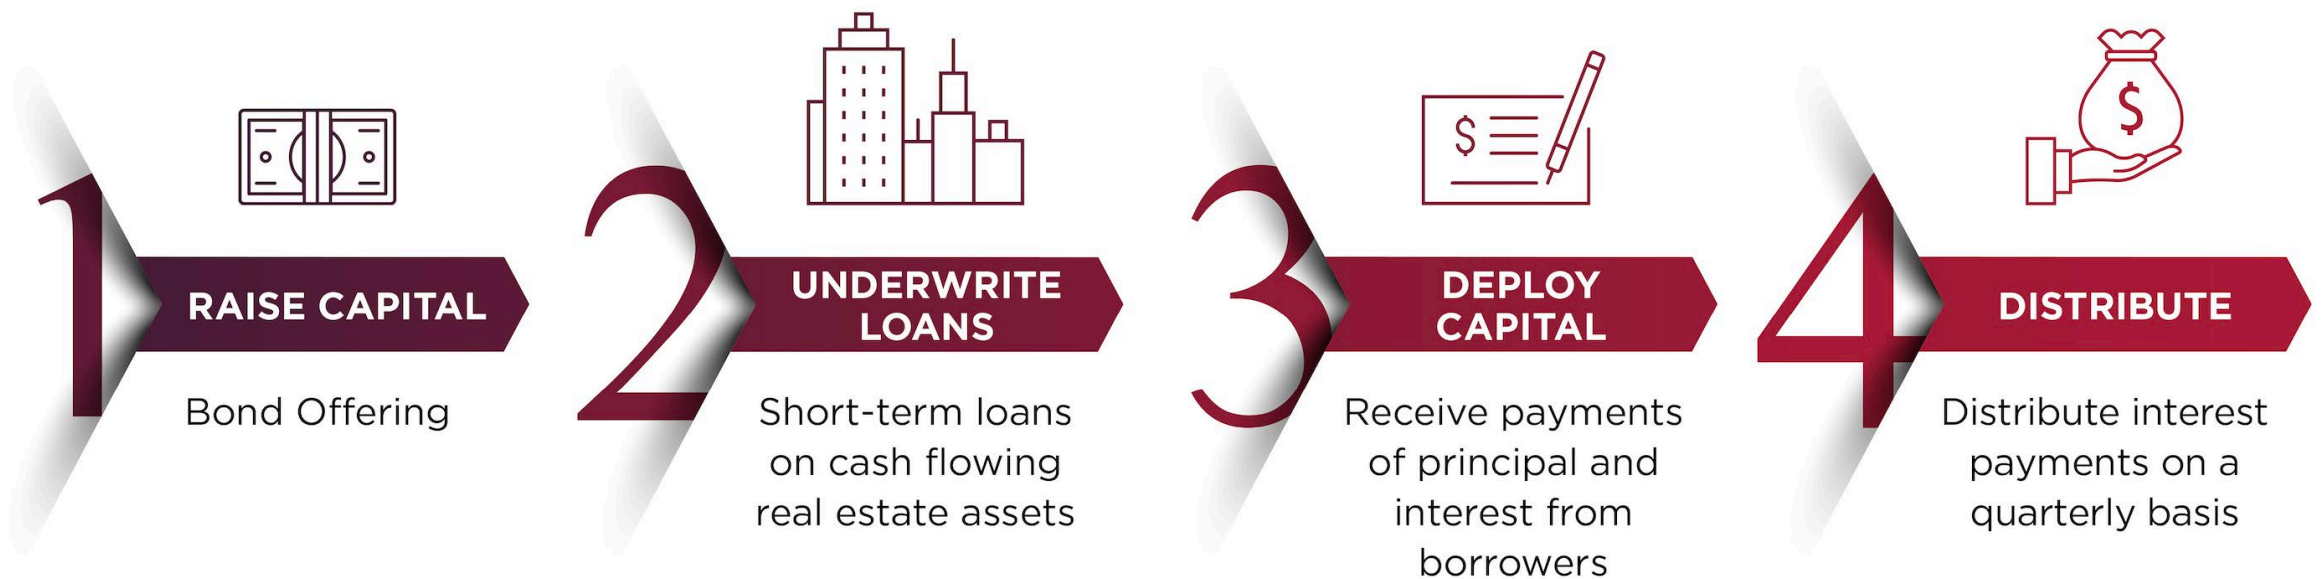 1
RAISE CAPITAL
Bond Offering
2
UNDERWRITE
LOANS
Short-term loans
on cash flowing
real estate assets
$
3
DEPLOY
CAPITAL
Receive payments
of principal and
interest from
borrowers
$
4
DISTRIBUTE
Distribute interest
payments on a
quarterly basis